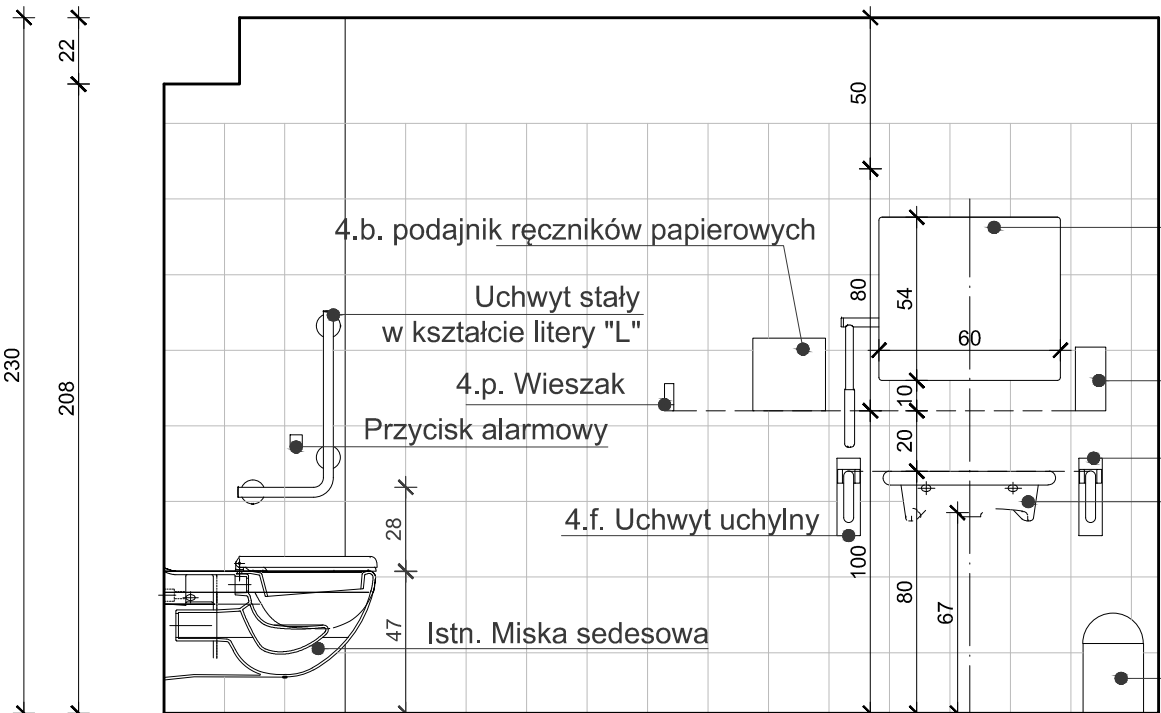 22
50
230
208
4.b. podajnik ręczników papierowych
Uchwyt stały
w kształcie litery "L"
80
54
60
4.p. Wieszak
10
Przycisk alarmowy
20
28
4.f. Uchwyt uchylny
100
80
67
47
Istn. Miska sedesowa